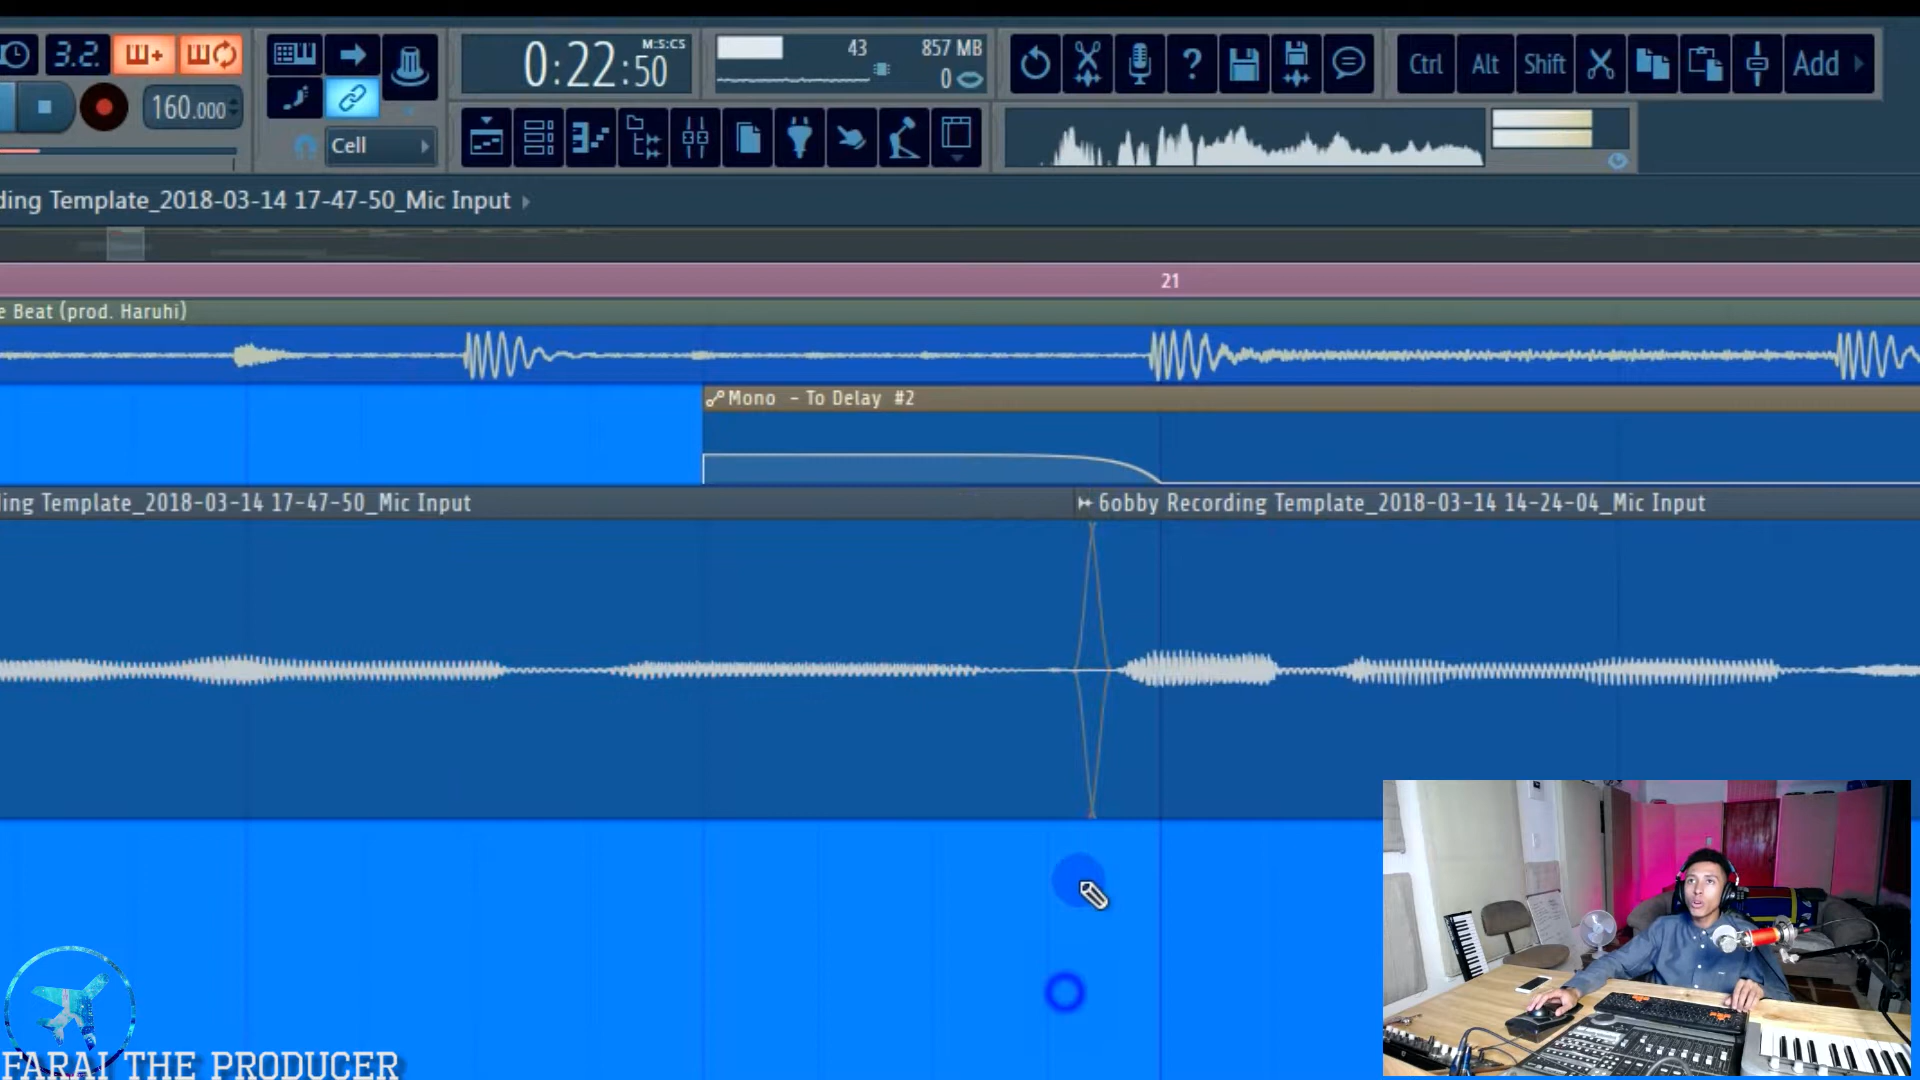 3.2.
0:22:50
M:S:CS
43
857 MB
0
Ctrl
Alt
Shift
Add
160.000
Cell
ding Template_2018-03-14 17-47-50_Mic Input
21
e Beat (prod. Haruhi)
Mono - To Delay #2
ding Template_2018-03-14 17-47-50_Mic Input
6obby Recording Template_2018-03-14 14-24-04_Mic Input
FARAI THE PRODUCER